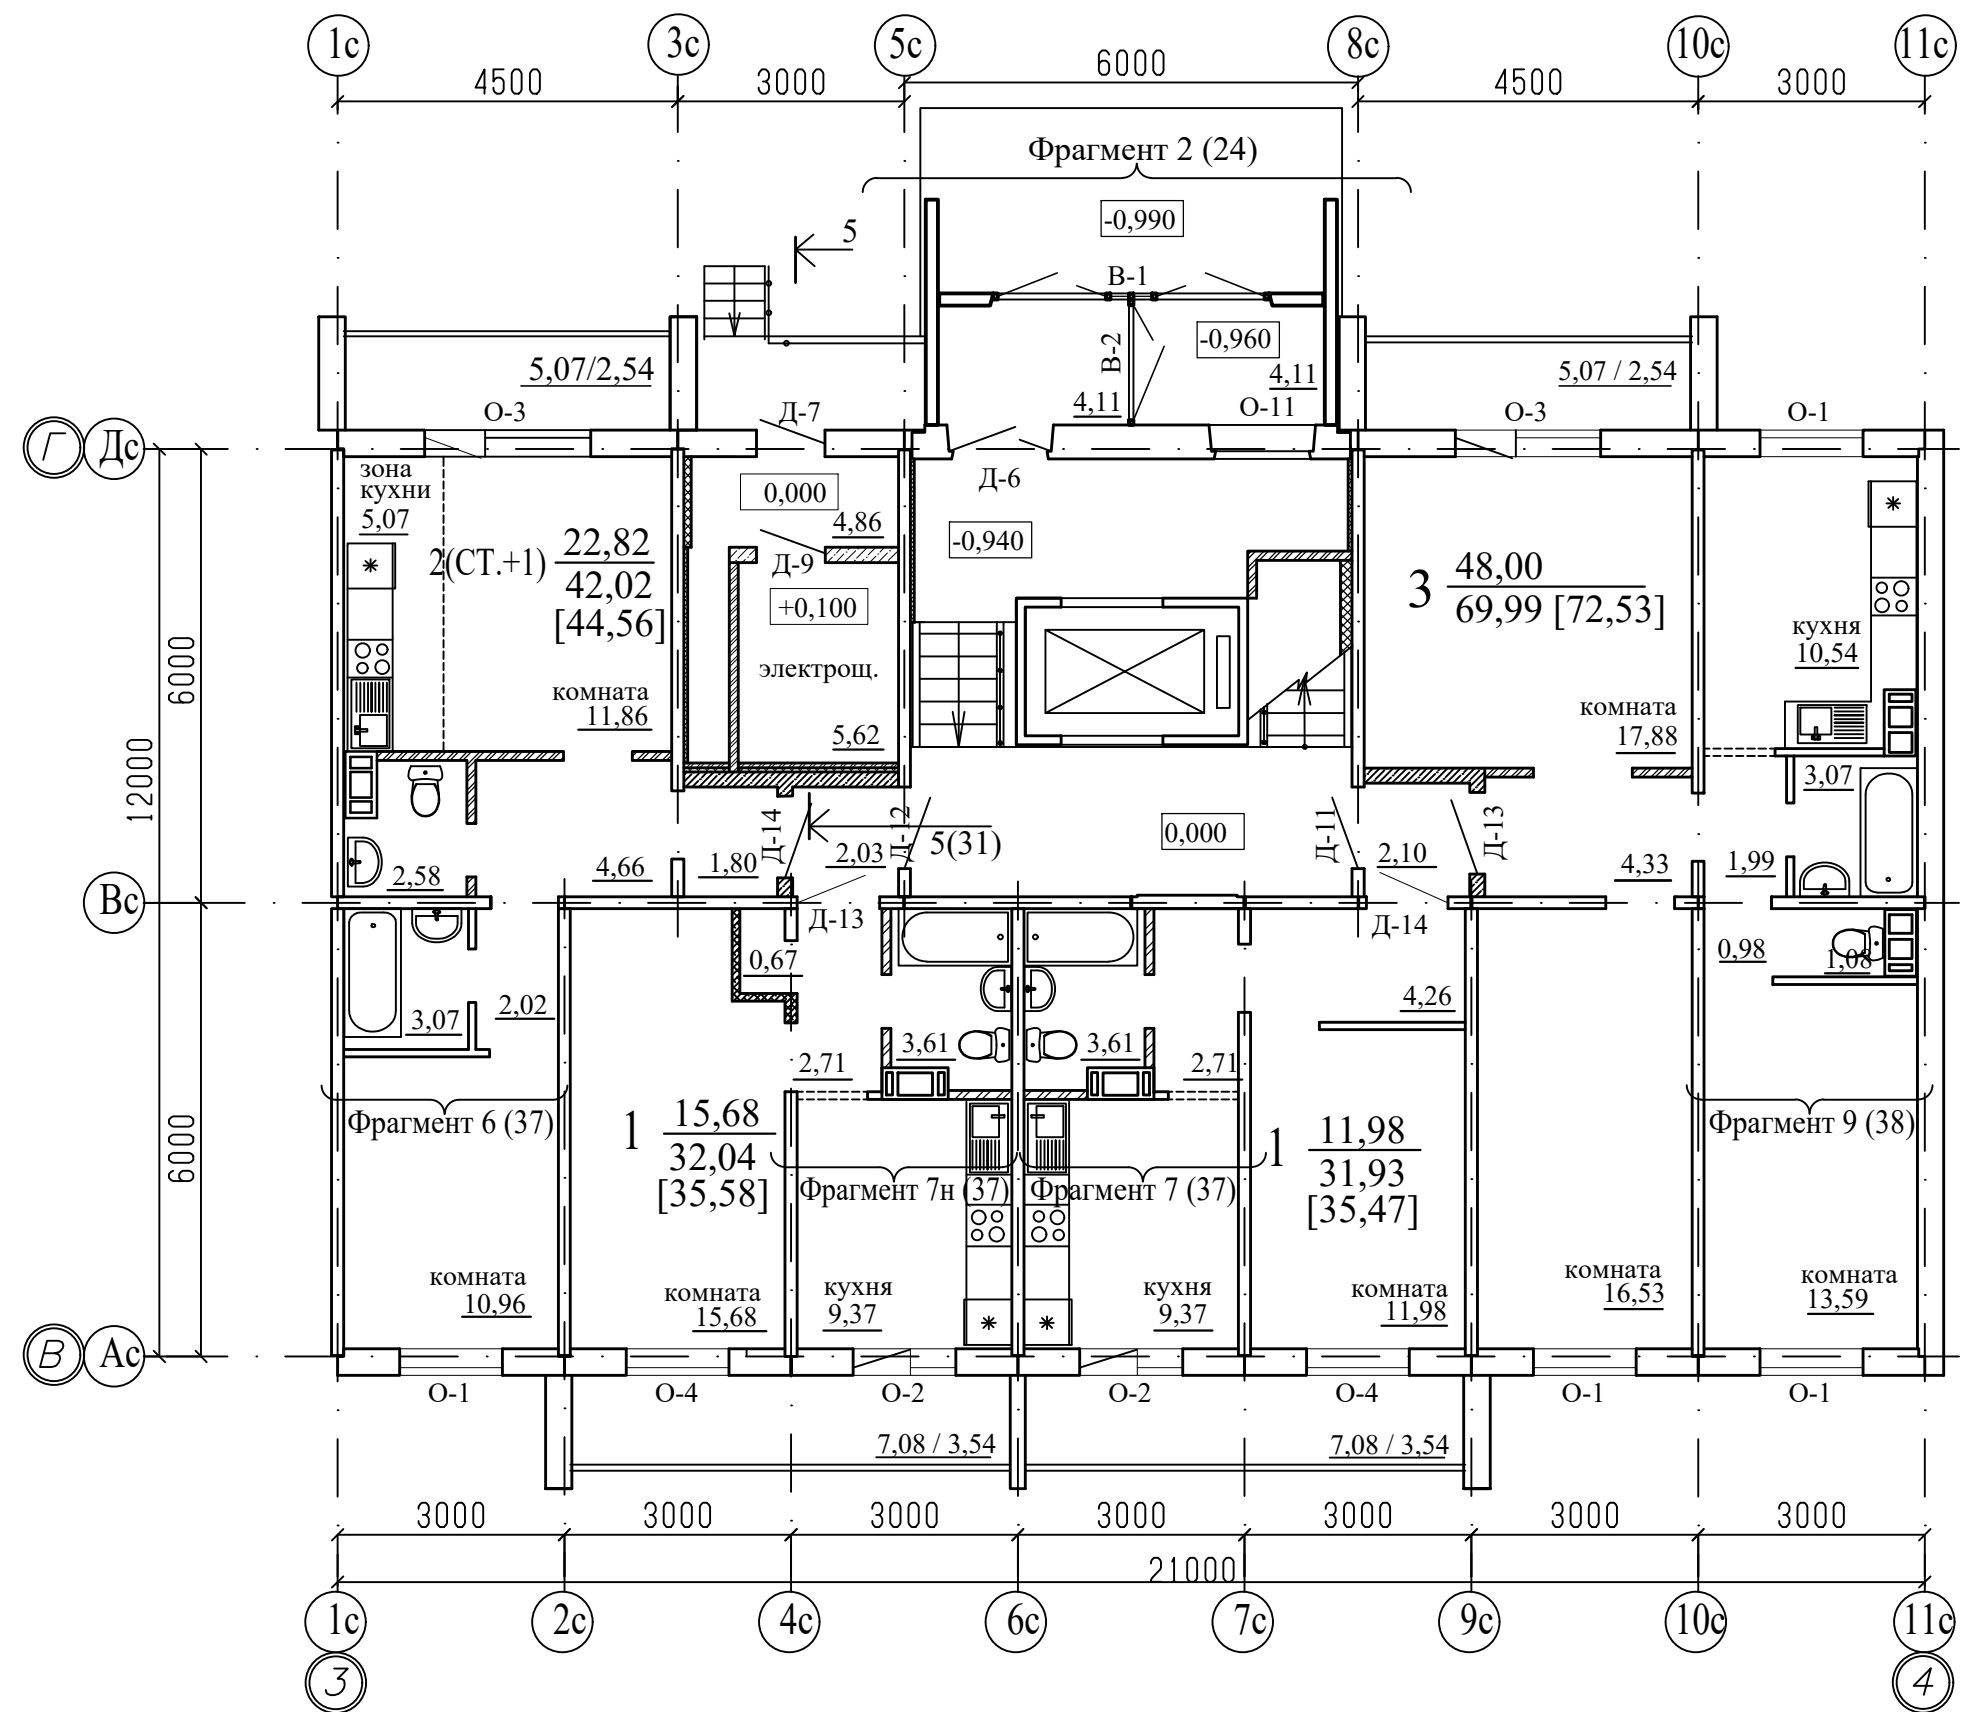 1с 3с 5с 8с 10с 11с
4500 3000 6000 4500 3000
Фрагмент 2 (24)
-0,990
5
В-1
В-2
-0,960
5,07/2,54
4,11
4,11
5,07 / 2,54
О-3
Д-7
О-11
О-3
О-1
Г Дс
Д-6
зона
кухни
5,07
0,000
4,86
-0,940
Д-9
+0,100
электрощ.
5,62
2(СТ.+1) 22,82
42,02
[44,56]
комната
11,86
3 48,00
69,99 [72,53]
кухня
10,54
комната
17,88
6000
12000
6000
3,07
Д-14
Д-12
5(31)
0,000
Д-11
Д-13
2,58
4,66
1,80
2,03
2,10
4,33
1,99
Вс
Д-13
Д-14
0,67
0,98
1,08
3,07
2,02
4,26
3,61
3,61
2,71
2,71
Фрагмент 6 (37)
Фрагмент 9 (38)
1 15,68
32,04
[35,58]
1 11,98
31,93
[35,47]
Фрагмент 7н (37)
Фрагмент 7 (37)
комната
10,96
комната
15,68
кухня
9,37
кухня
9,37
комната
11,98
комната
16,53
комната
13,59
В Ас
О-1 О-4 О-2 О-2 О-4 О-1 О-1
7,08 / 3,54
7,08 / 3,54
3000 3000 3000 3000 3000 3000 3000
21000
1с 2с 4с 6с 7с 9с 10с 11с
3 4